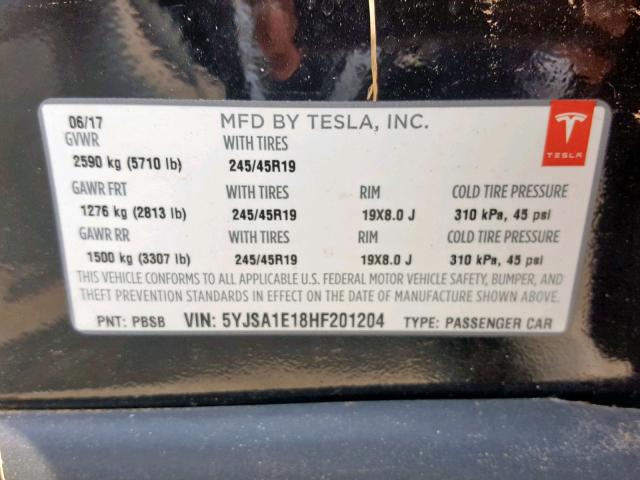 06/17 MFD BY TESLA, INC.
GVWR WITH TIRES
2590 kg (5710 lb) 245/45R19
TESLA
GAWR FRT WITH TIRES RIM COLD TIRE PRESSURE
1276 kg (2813 lb) 245/45R19 19X8.0 J 310 kPa, 45 psi
GAWR RR WITH TIRES RIM COLD TIRE PRESSURE
1500 kg (3307 lb) 245/45R19 19X8.0 J 310 kPa, 45 psi
THIS VEHICLE CONFORMS TO ALL APPLICABLE U.S. FEDERAL MOTOR VEHICLE SAFETY, BUMPER, AND
THEFT PREVENTION STANDARDS IN EFFECT ON THE DATE OF MANUFACTURE SHOWN ABOVE.
PNT: PBSB VIN: 5YJSA1E18HF201204 TYPE: PASSENGER CAR